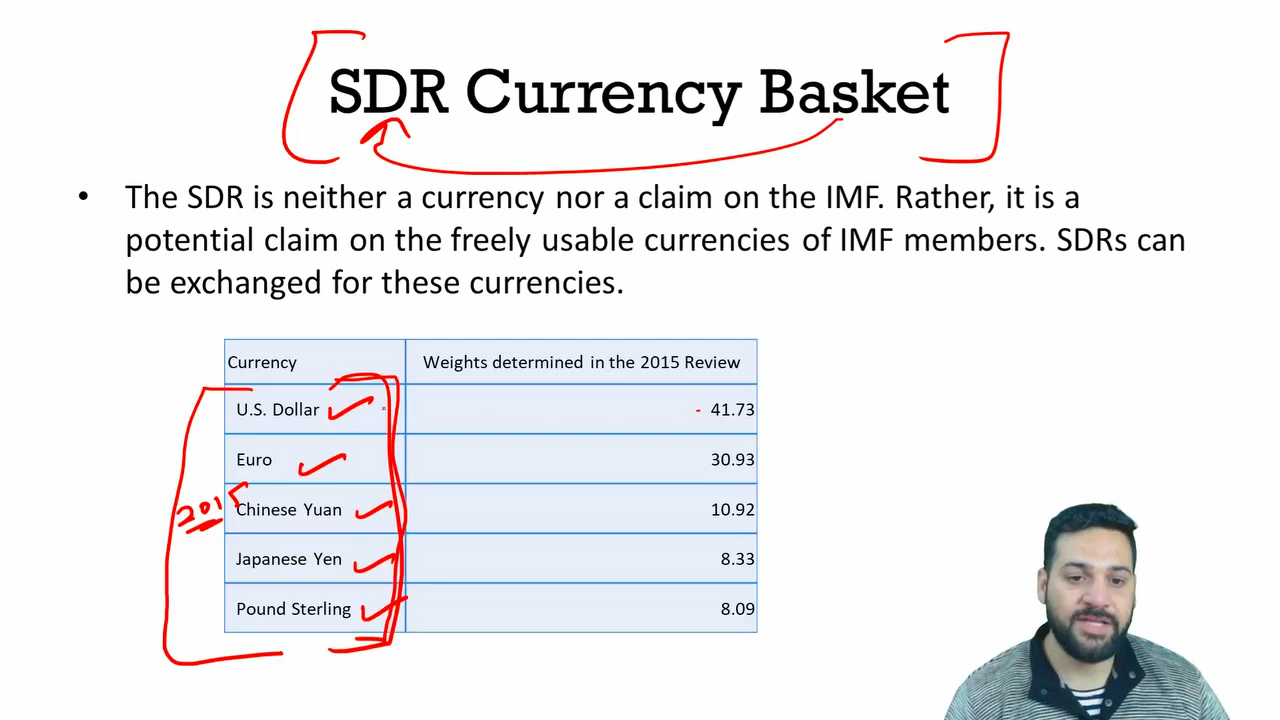 SDR Currency Basket
• The SDR is neither a currency nor a claim on the IMF. Rather, it is a
potential claim on the freely usable currencies of IMF members. SDRs can
be exchanged for these currencies.
Currency Weights determined in the 2015 Review
U.S. Dollar 41.73
Euro 30.93
2015
Chinese Yuan 10.92
Japanese Yen 8.33
Pound Sterling 8.09